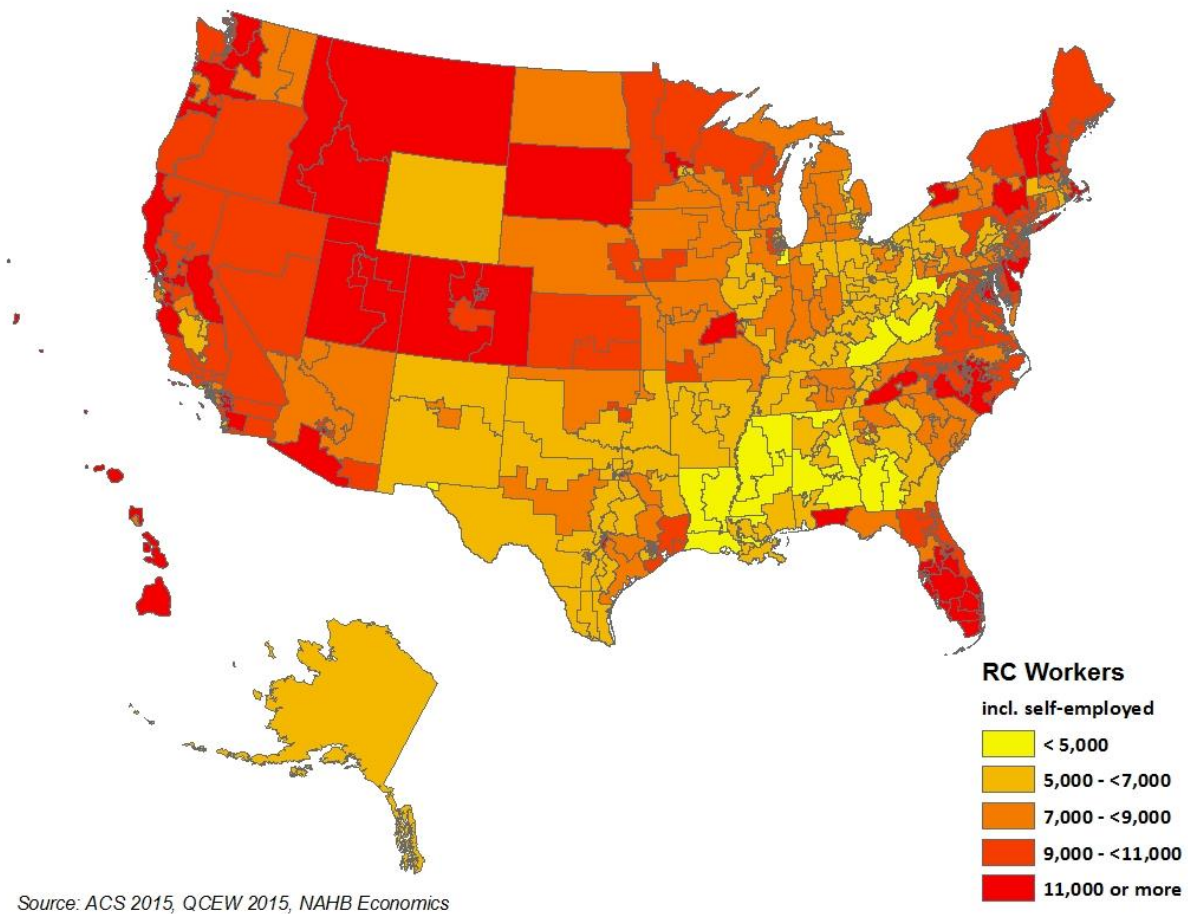 RC Workers
incl. self-employed
< 5,000
5,000 - <7,000
7,000 - <9,000
9,000 - <11,000
11,000 or more
Source: ACS 2015, QCEW 2015, NAHB Economics